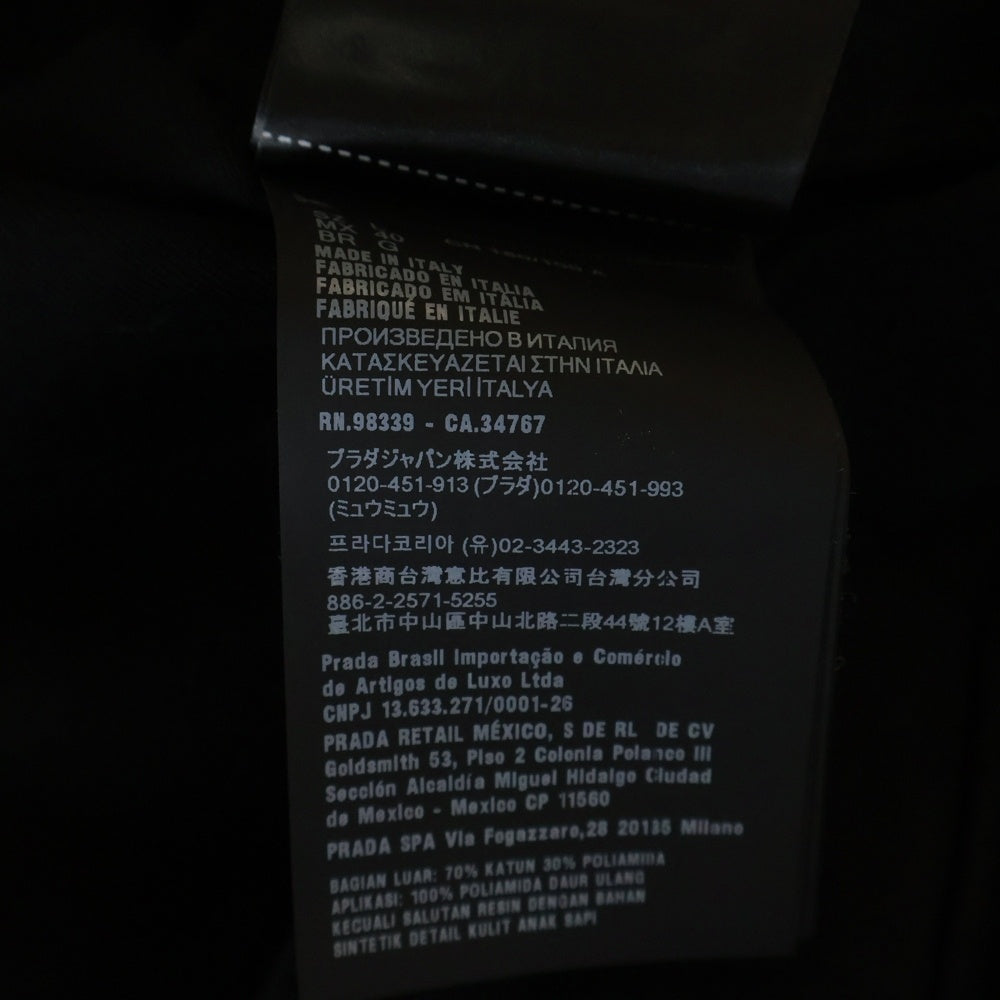 MX 40
BR G
MADE IN ITALY
FABRICADO EN ITALIA
FABRICADO EM ITÁLIA
FABRIQUÉ EN ITALIE
ПРОИЗВЕДЕНО В ИТАЛИЯ
ΚΑΤΑΣΚΕΥΑΖΕΤΑΙ ΣΤΗΝ ΙΤΑΛΙΑ
ÜRETİM YERİ İTALYA
RN.98339 - CA.34767
プラダジャパン株式会社
0120-451-913 (プラダ)0120-451-993
(ミュウミュウ)
프라다코리아 (유)02-3443-2323
香港商台灣意比有限公司台灣分公司
886-2-2571-5255
臺北市中山區中山北路二段44號12樓A室
Prada Brasil Importação e Comércio
de Artigos de Luxo Ltda
CNPJ 13.633.271/0001-26
PRADA RETAIL MÉXICO, S DE RL DE CV
Goldsmith 53, Piso 2 Colonia Polanco III
Sección Alcaldía Miguel Hidalgo Ciudad
de Mexico - Mexico CP 11560
PRADA SPA Via Fogazzaro,28 20135 Milano
BAGIAN LUAR: 70% KATUN 30% POLIAMIDA
APLIKASI: 100% POLIAMIDA DAUR ULANG
KECUALI SALUTAN RESIN DENGAN BAHAN
SINTETIK DETAIL KULIT ANAK SAPI